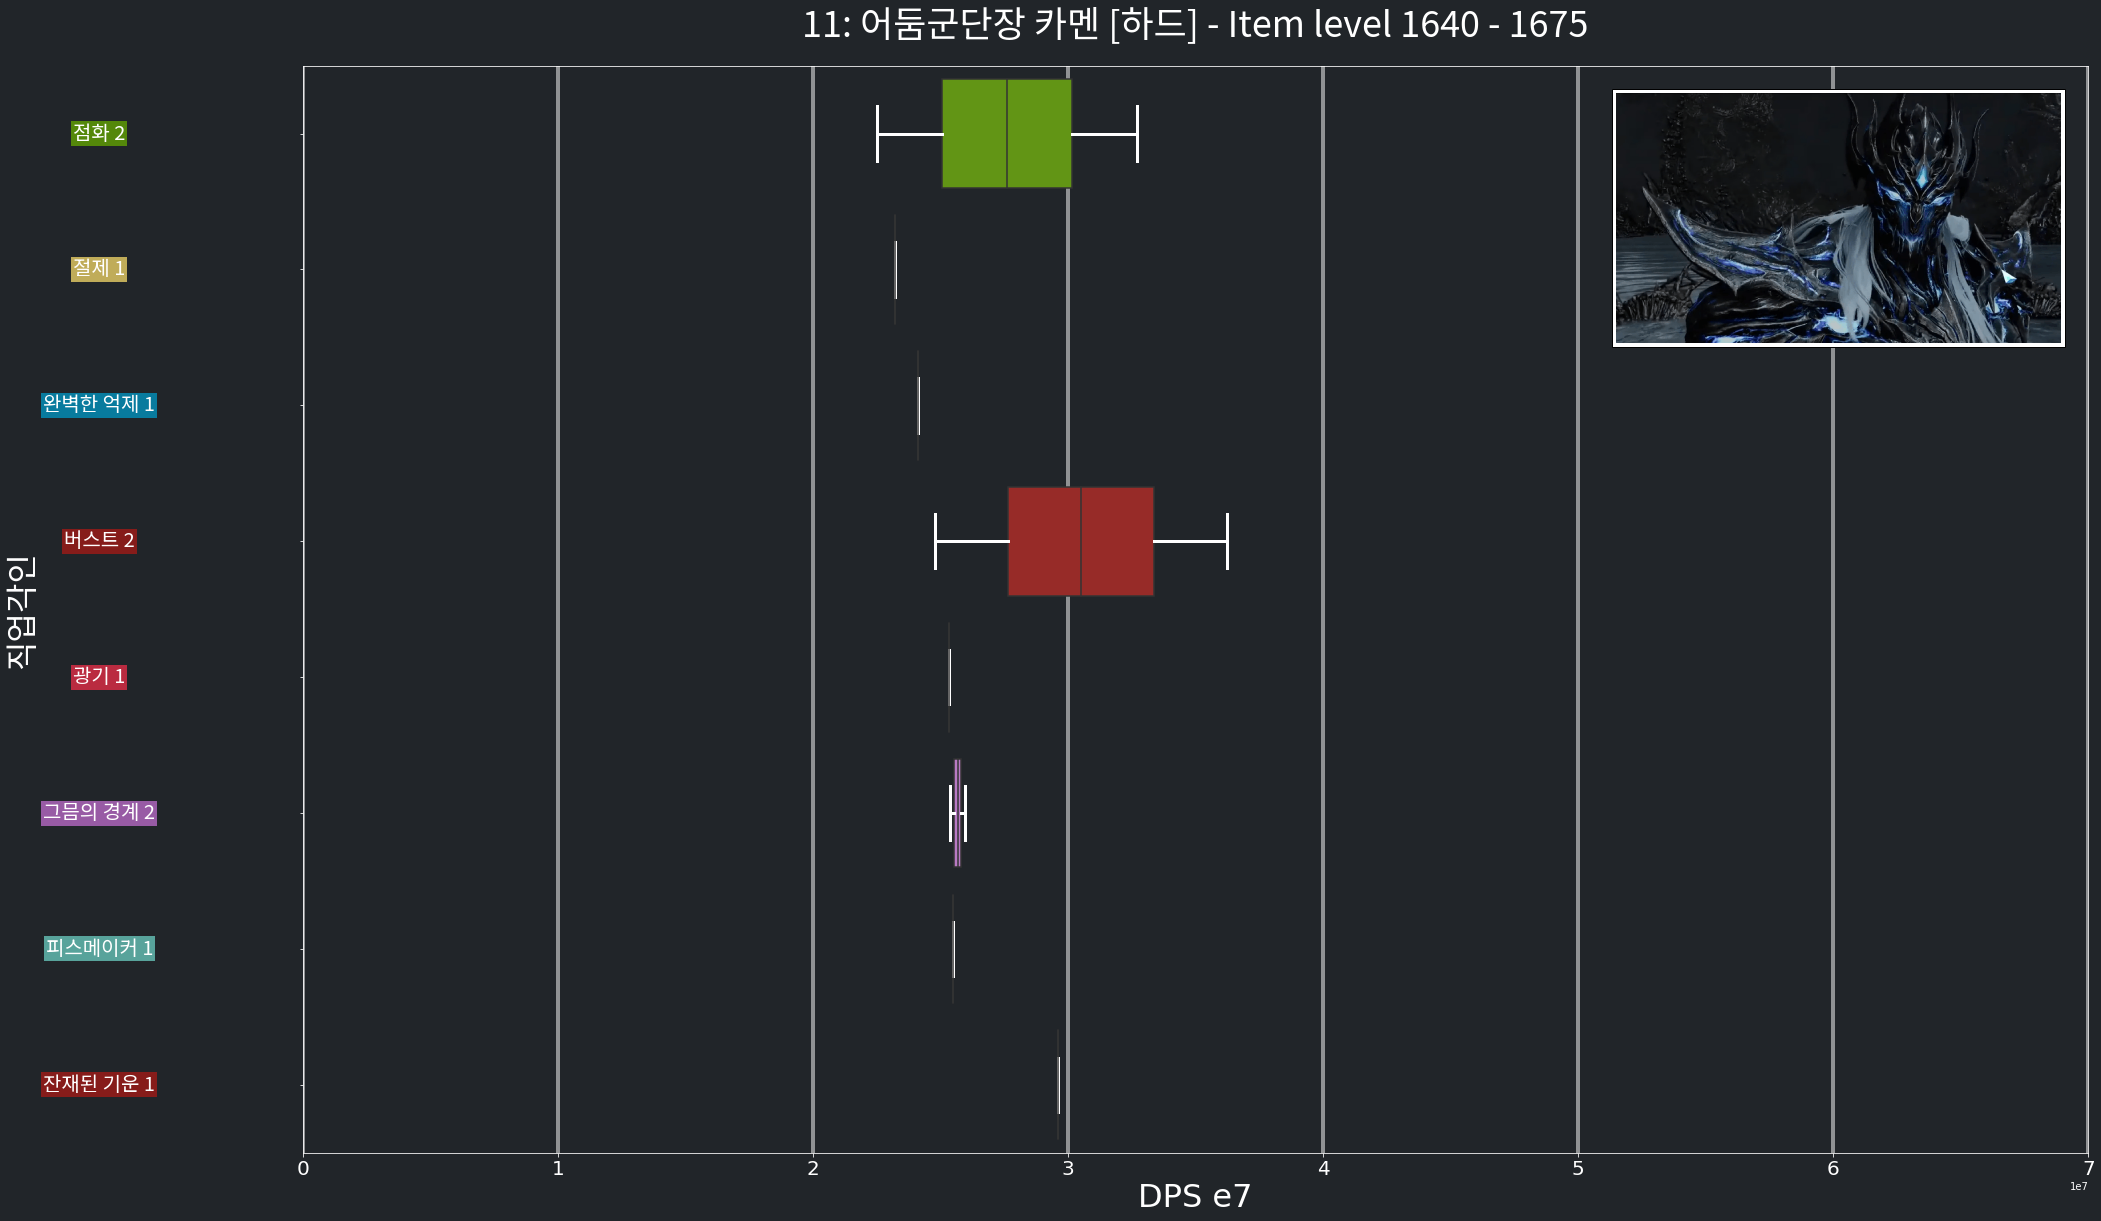 11: 어둠군단장 카멘 [하드] - Item level 1640 - 1675
직업각인
점화 2
절제 1
완벽한 억제 1
버스트 2
광기 1
그믐의 경계 2
피스메이커 1
잔재된 기운 1
0 1 2 3 4 5 6 7
1e7
DPS e7